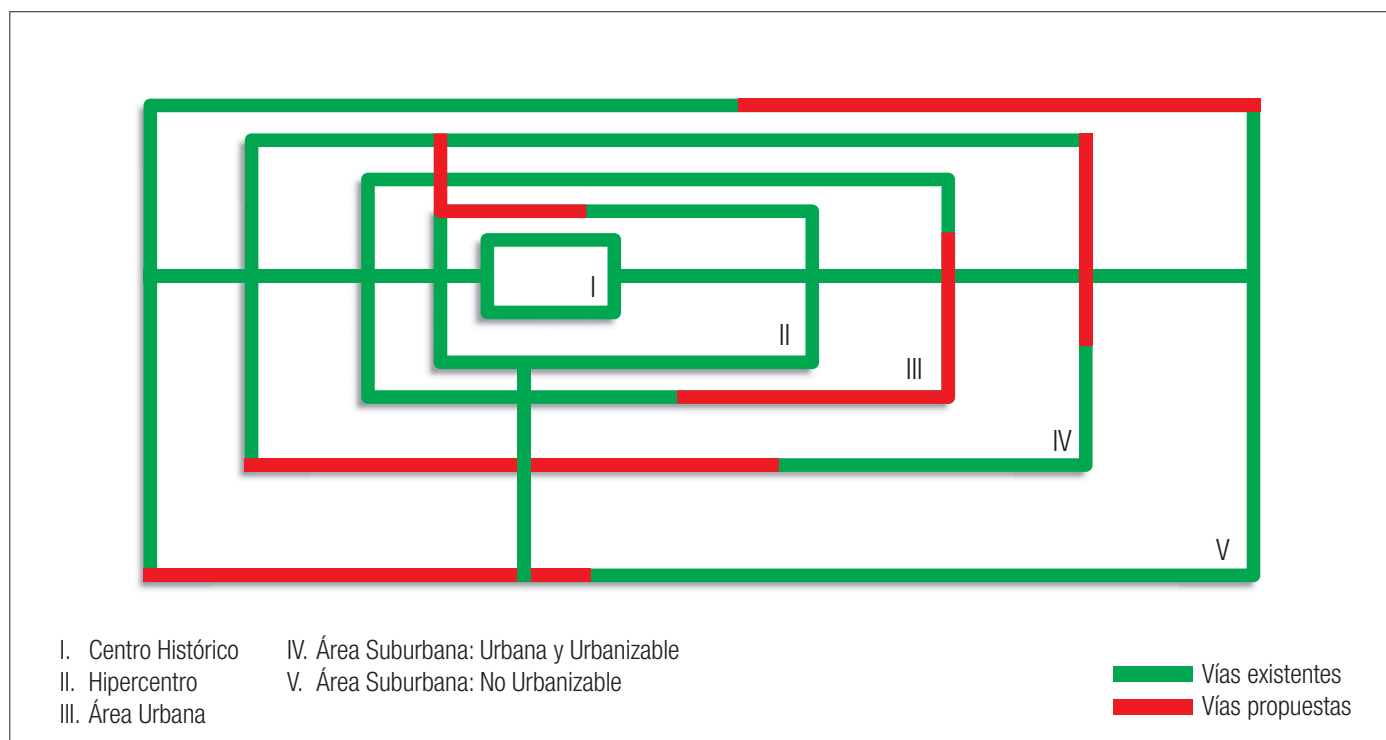 I
II
III
IV
V
I. Centro Histórico
II. Hipercentro
III. Área Urbana
IV. Área Suburbana: Urbana y Urbanizable
V. Área Suburbana: No Urbanizable
Vías existentes
Vías propuestas